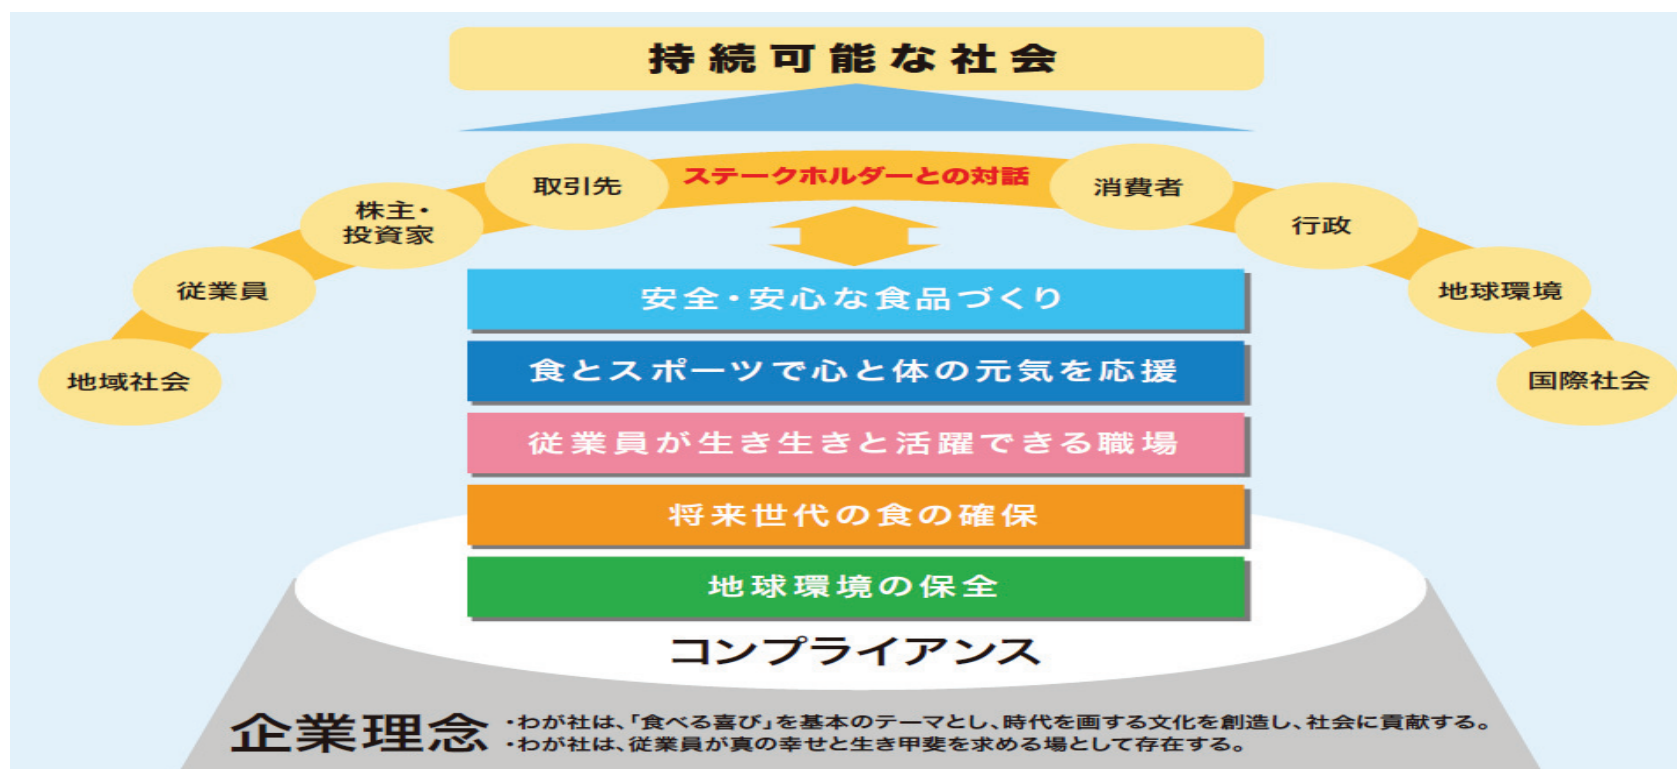 持続可能な社会
ステークホルダーとの対話
取引先
消費者
株主・
投資家
行政
従業員
地球環境
地域社会
国際社会
安全・安心な食品づくり
食とスポーツで心と体の元気を応援
従業員が生き生きと活躍できる職場
将来世代の食の確保
地球環境の保全
コンプライアンス
企業理念
・わが社は、「食べる喜び」を基本のテーマとし、時代を画する文化を創造し、社会に貢献する。
・わが社は、従業員が真の幸せと生き甲斐を求める場として存在する。